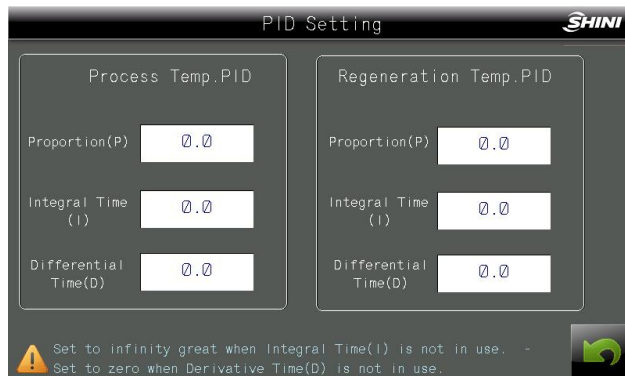 PID Setting
SHINI
Process Temp.PID
Proportion(P)
0.0
Integral Time
(I)
0.0
Differential
Time(D)
0.0
Regeneration Temp.PID
Proportion(P)
0.0
Integral Time
(I)
0.0
Differential
Time(D)
0.0
Set to infinity great when Integral Time(I) is not in use. -
Set to zero when Derivative Time(D) is not in use.